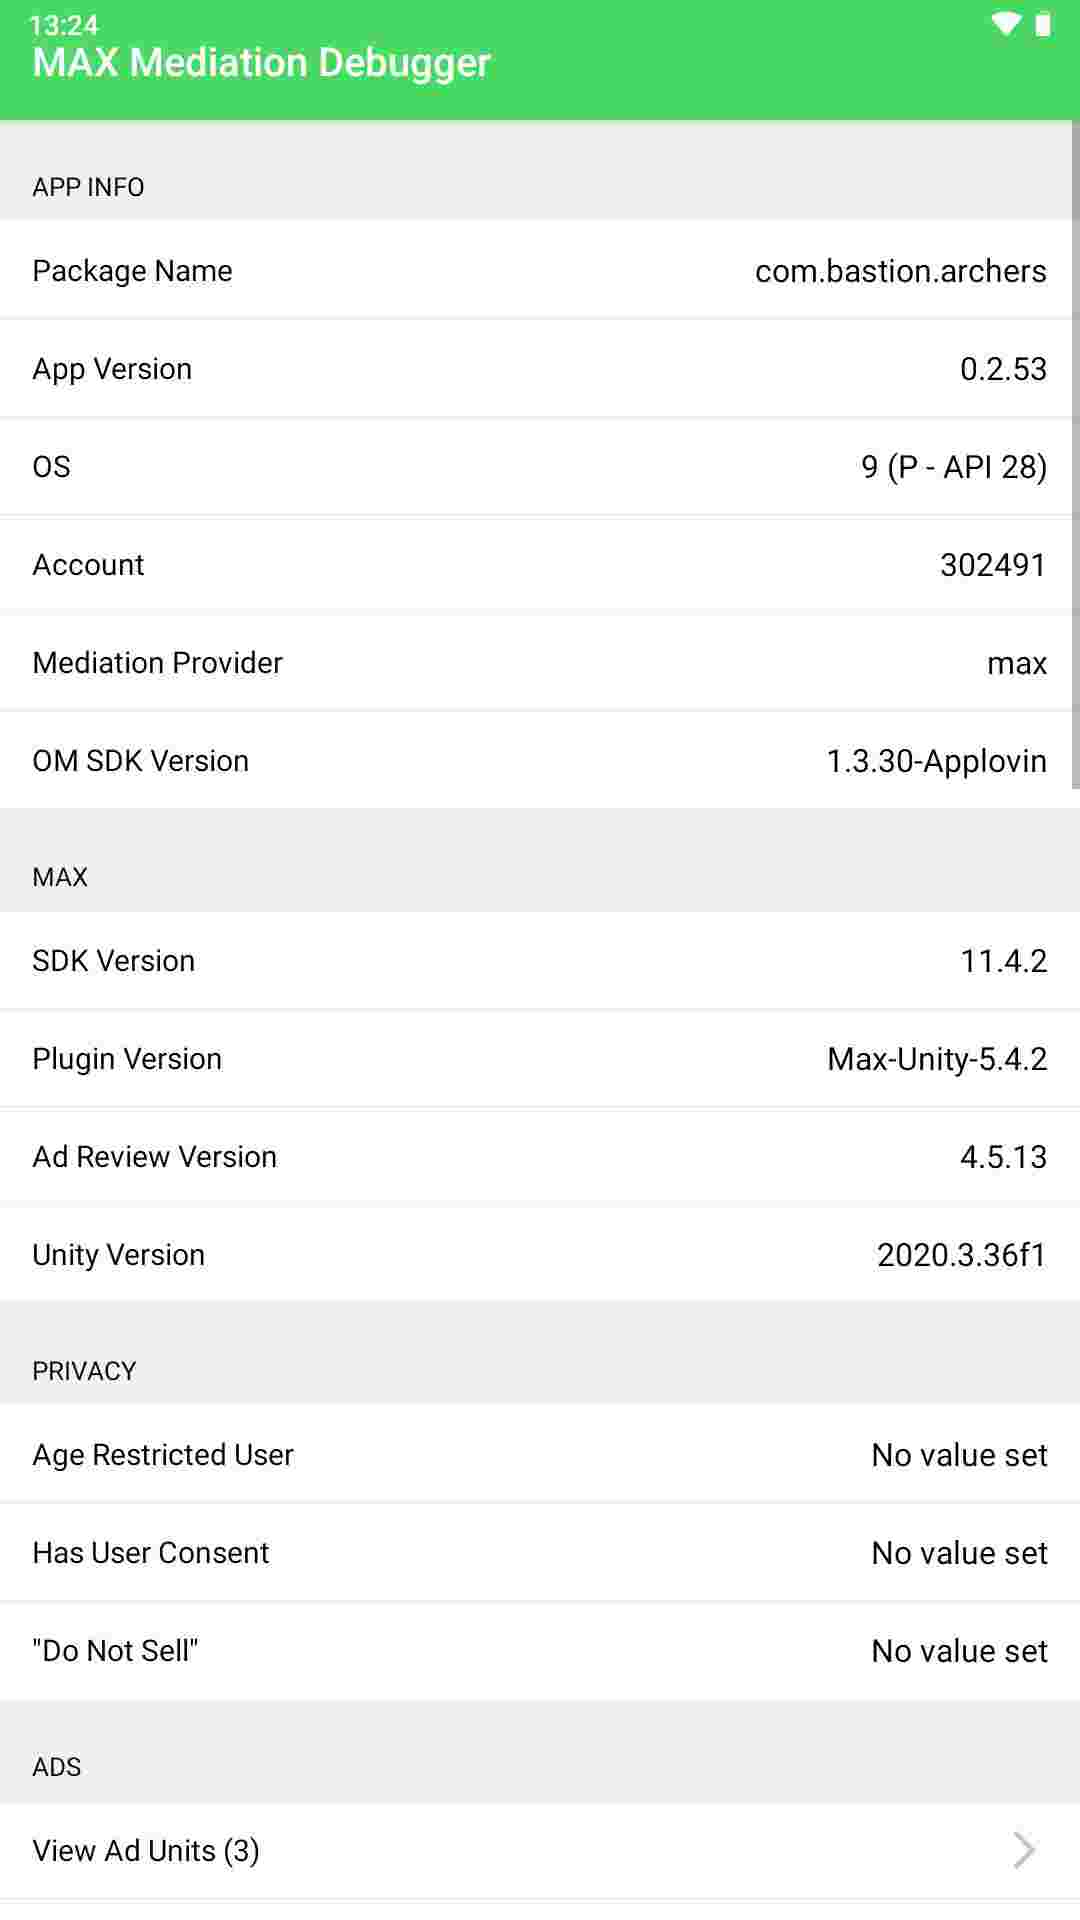 13:24
MAX Mediation Debugger
APP INFO
Package Name com.bastion.archers
App Version 0.2.53
OS 9 (P - API 28)
Account 302491
Mediation Provider max
OM SDK Version 1.3.30-Applovin
MAX
SDK Version 11.4.2
Plugin Version Max-Unity-5.4.2
Ad Review Version 4.5.13
Unity Version 2020.3.36f1
PRIVACY
Age Restricted User No value set
Has User Consent No value set
"Do Not Sell" No value set
ADS
View Ad Units (3)